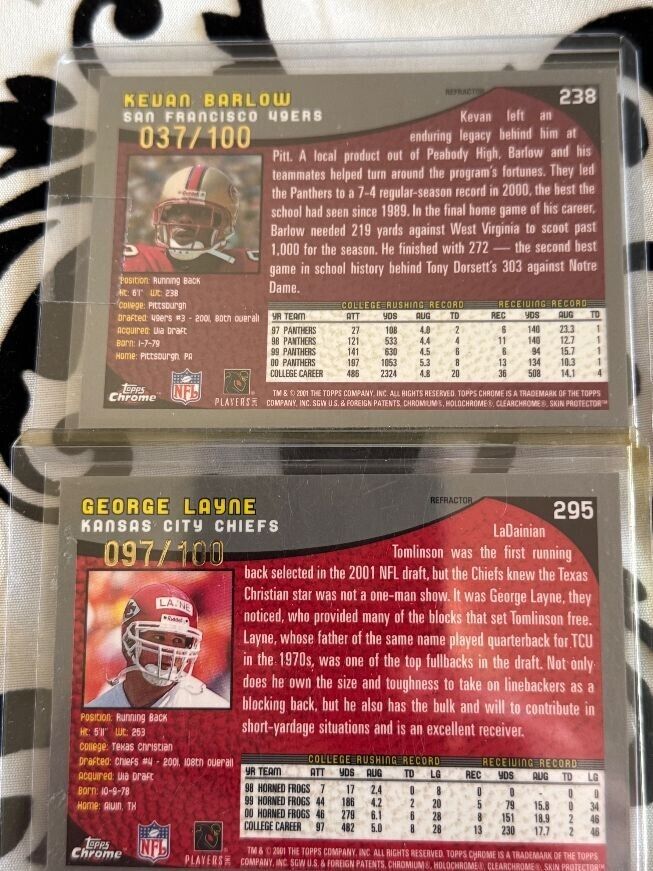 KEVAN BARLOW
REFRACTOR
238
SAN FRANCISCO 49ERS
037/100
Kevan left an
enduring legacy behind him at
Pitt. A local product out of Peabody High, Barlow and his
teammates helped turn around the program's fortunes. They led
the Panthers to a 7-4 regular-season record in 2000, the best the
school had seen since 1989. In the final home game of his career,
Barlow needed 219 yards against West Virginia to scoot past
1,000 for the season. He finished with 272 — the second best
game in school history behind Tony Dorsett's 303 against Notre
Dame.
Position: Running Back
Ht: 6'1" Wt: 238
College: Pittsburgh
Drafted: 49ers #3 - 2001, 80th overall
Acquired: Via Draft
Born: 1-7-79
Home: Pittsburgh, PA
COLLEGE RUSHING RECORD RECEIVING RECORD
YR TEAM ATT YDS AVG TD REC YDS AVG TD
97 PANTHERS 27 108 4.0 2 6 140 23.3 1
98 PANTHERS 121 533 4.4 4 11 140 12.7 1
99 PANTHERS 141 630 4.5 6 6 94 15.7 1
00 PANTHERS 197 1053 5.3 8 13 134 10.3 1
COLLEGE CAREER 486 2324 4.8 20 36 508 14.1 4
Topps
Chrome
NFL
PLAYERS INC
TM & © 2001 THE TOPPS COMPANY, INC. ALL RIGHTS RESERVED. TOPPS CHROME IS A TRADEMARK OF THE TOPPS
COMPANY, INC. SGW U.S. & FOREIGN PATENTS. CHROMIUM®, HOLOCHROME®, CLEARCHROME®, SKIN PROTECTOR™
GEORGE LAYNE
REFRACTOR
295
KANSAS CITY CHIEFS
097/100
LaDainian
Tomlinson was the first running
back selected in the 2001 NFL draft, but the Chiefs knew the Texas
Christian star was not a one-man show. It was George Layne, they
noticed, who provided many of the blocks that set Tomlinson free.
Layne, whose father of the same name played quarterback for TCU
in the 1970s, was one of the top fullbacks in the draft. Not only
does he own the size and toughness to take on linebackers as a
blocking back, but he also has the bulk and will to contribute in
short-yardage situations and is an excellent receiver.
LAYNE
Riddell
Position: Running Back
Ht: 5'11" Wt: 253
College: Texas Christian
Drafted: Chiefs #4 - 2001, 108th overall
Acquired: Via Draft
Born: 10-9-78
Home: Alvin, TX
COLLEGE RUSHING RECORD RECEIVING RECORD
YR TEAM ATT YDS AVG TD LG REC YDS AVG TD LG
98 HORNED FROGS 7 17 2.4 0 8 0 0 - 0 0
99 HORNED FROGS 44 186 4.2 2 20 5 79 15.8 0 34
00 HORNED FROGS 46 279 6.1 6 28 8 151 18.9 2 46
COLLEGE CAREER 97 482 5.0 8 28 13 230 17.7 2 46
Topps
Chrome
NFL
PLAYERS INC
TM & © 2001 THE TOPPS COMPANY, INC. ALL RIGHTS RESERVED. TOPPS CHROME IS A TRADEMARK OF THE TOPPS
COMPANY, INC. SGW U.S. & FOREIGN PATENTS. CHROMIUM®, HOLOCHROME®, CLEARCHROME®, SKIN PROTECTOR™